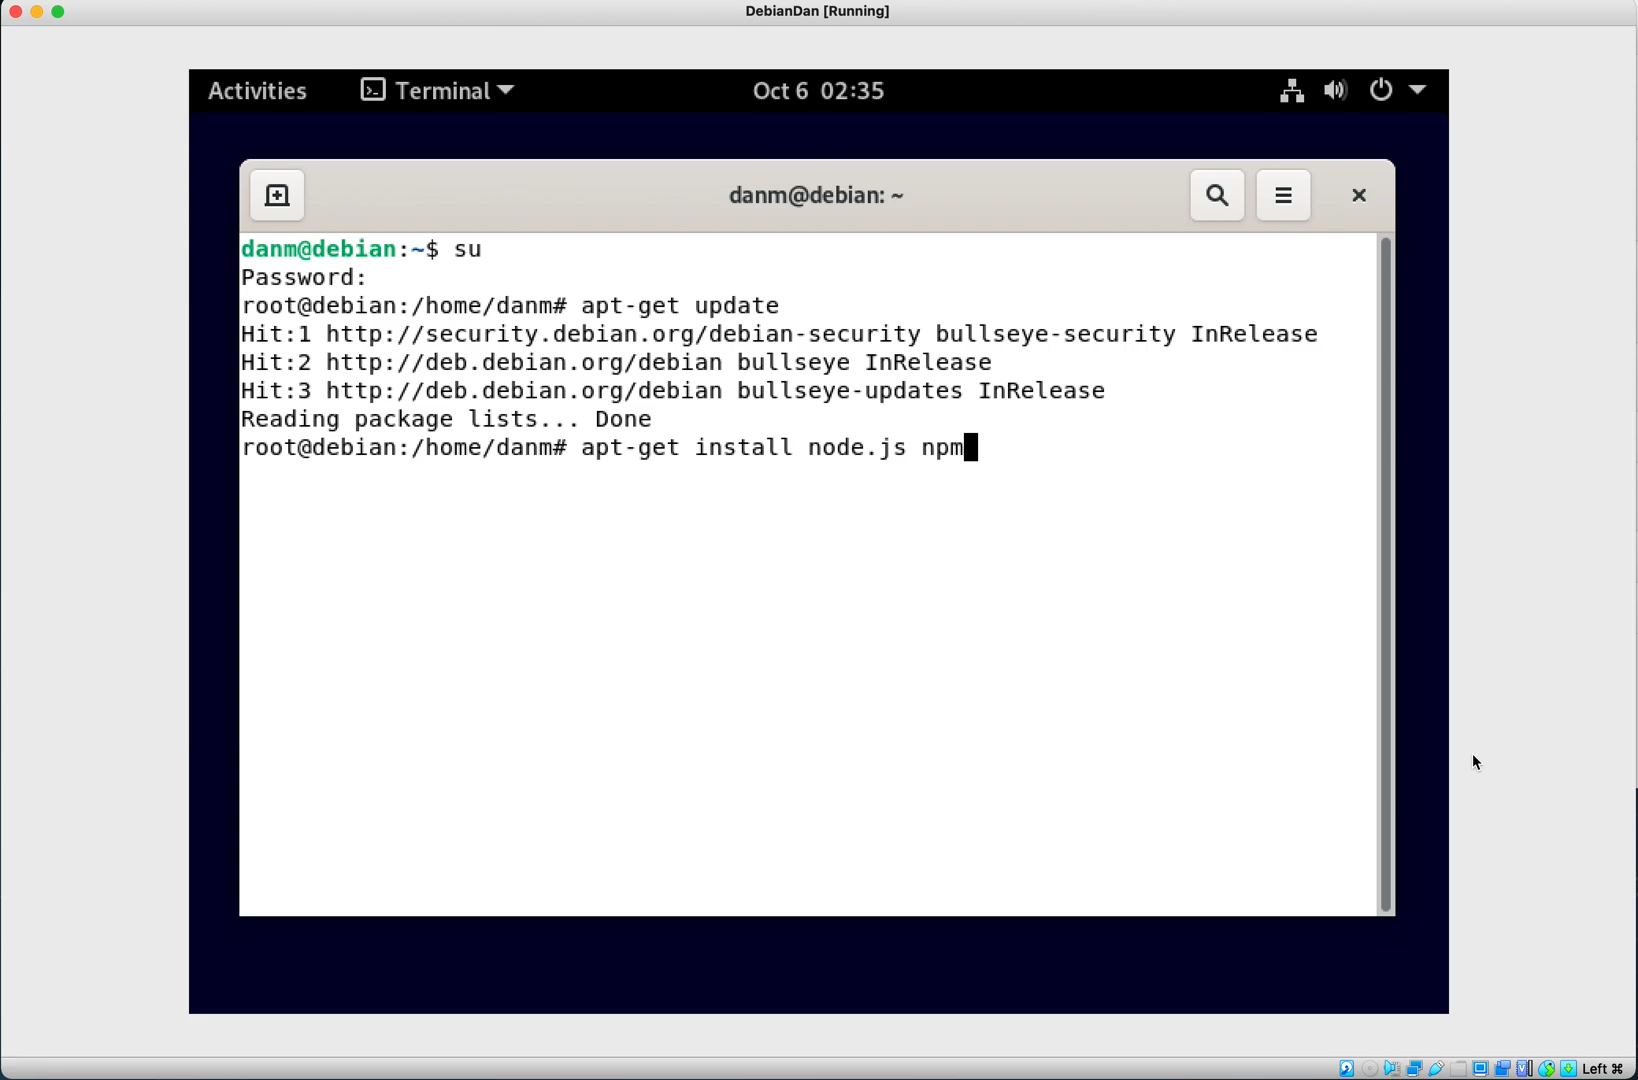 DebianDan [Running]
Activities Terminal Oct 6 02:35
danm@debian: ~
danm@debian:~$ su
Password:
root@debian:/home/danm# apt-get update
Hit:1 http://security.debian.org/debian-security bullseye-security InRelease
Hit:2 http://deb.debian.org/debian bullseye InRelease
Hit:3 http://deb.debian.org/debian bullseye-updates InRelease
Reading package lists... Done
root@debian:/home/danm# apt-get install node.js npm
Left ⌘